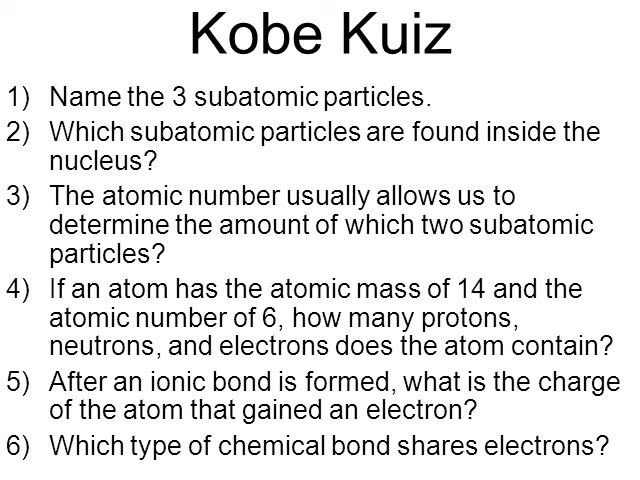 Kobe Kuiz
1) Name the 3 subatomic particles.
2) Which subatomic particles are found inside the
nucleus?
3) The atomic number usually allows us to
determine the amount of which two subatomic
particles?
4) If an atom has the atomic mass of 14 and the
atomic number of 6, how many protons,
neutrons, and electrons does the atom contain?
5) After an ionic bond is formed, what is the charge
of the atom that gained an electron?
6) Which type of chemical bond shares electrons?